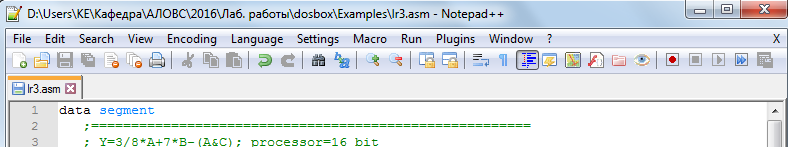 D:\Users\KE\Кафедра\АЛОВС\2016\Лаб. работы\dosbox\Examples\lr3.asm - Notepad++
File Edit Search View Encoding Language Settings Macro Run Plugins Window ? X
lr3.asm
1 data segment
2 ;=====================================================
3 ; Y=3/8*A+7*B-(A&C); processor=16 bit